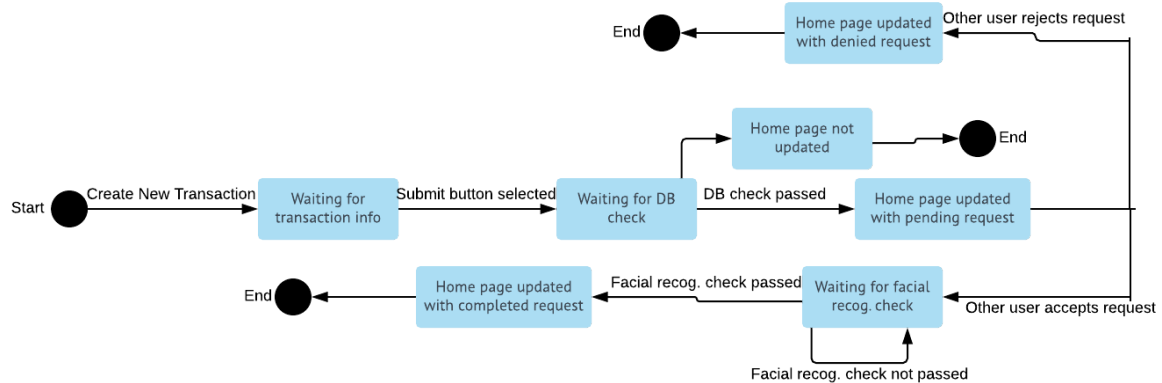 Other user rejects request
End
Home page updated
with denied request
Home page not
updated
End
Create New Transaction
Submit button selected
DB check passed
Start
Waiting for
transaction info
Waiting for DB
check
Home page updated
with pending request
Facial recog. check passed
End
Home page updated
with completed request
Waiting for facial
recog. check
Other user accepts request
Facial recog. check not passed